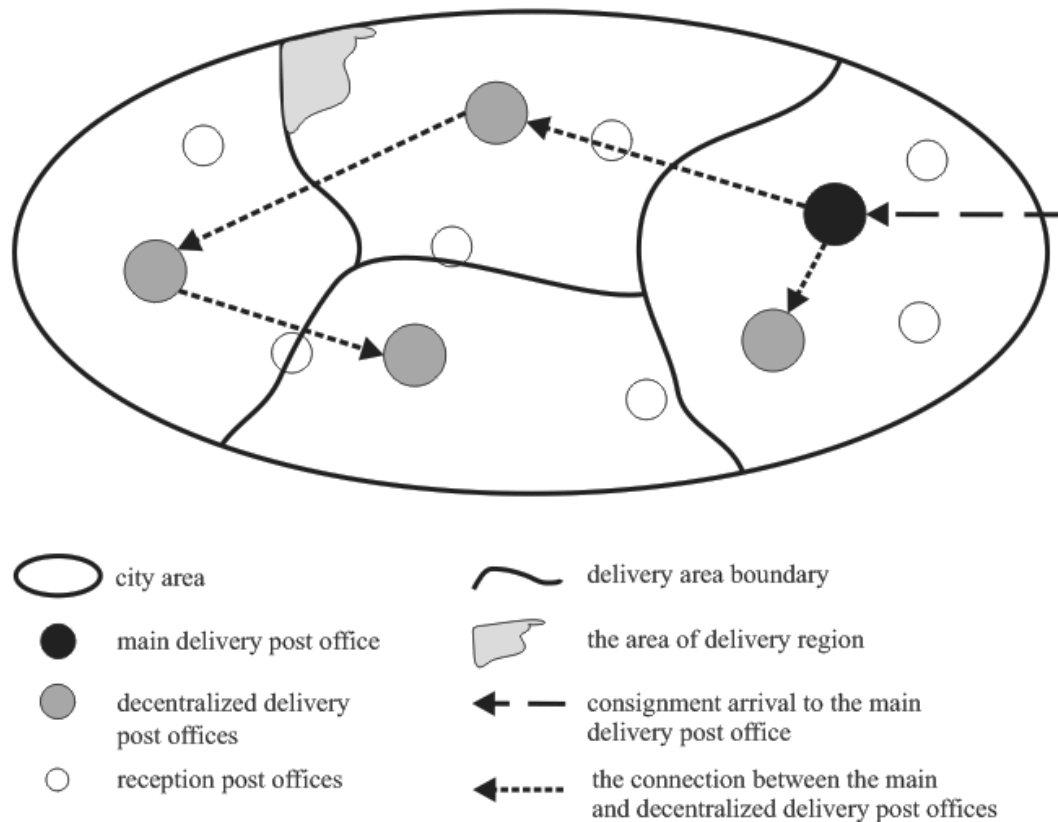 city area
main delivery post office
decentralized delivery
post offices
reception post offices
delivery area boundary
the area of delivery region
consignment arrival to the main
delivery post office
the connection between the main
and decentralized delivery post offices